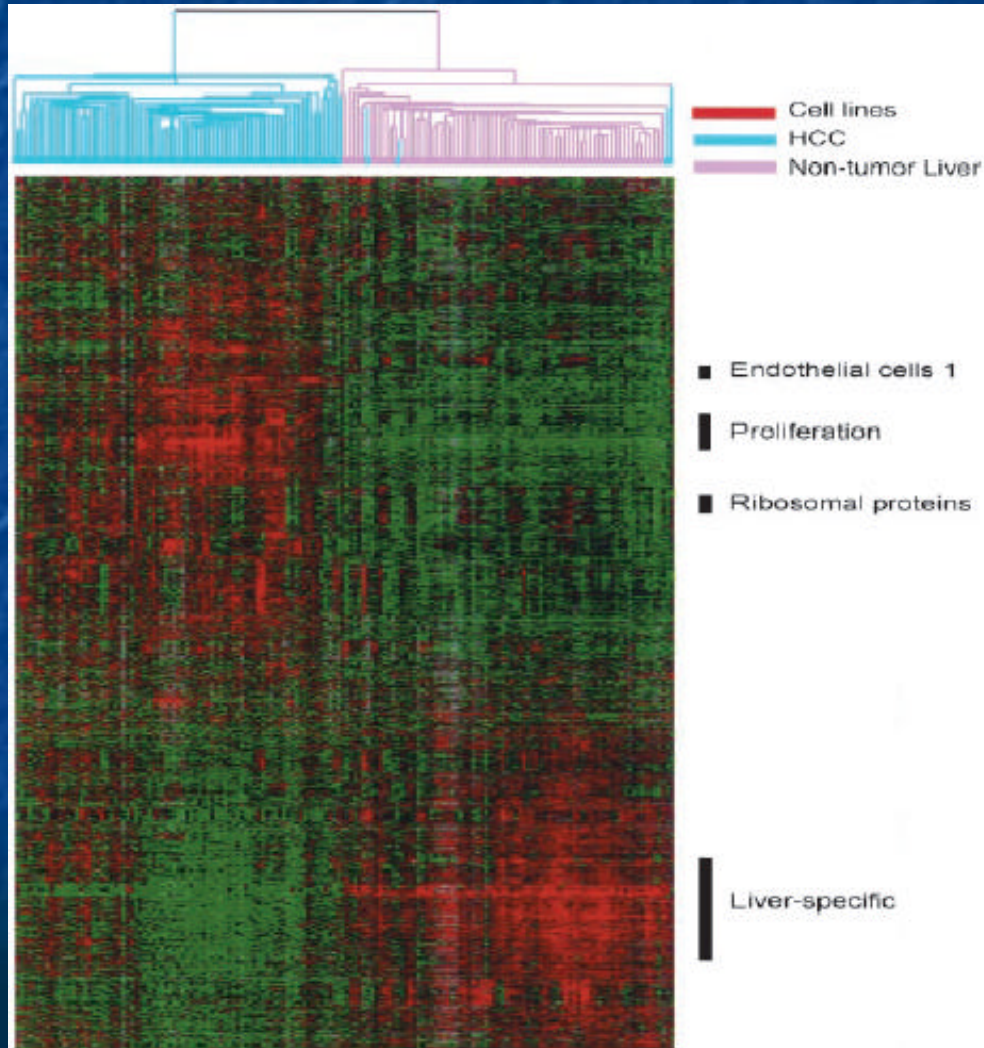 Cell lines
HCC
Non-tumor Liver
Endothelial cells 1
Proliferation
Ribosomal proteins
Liver-specific